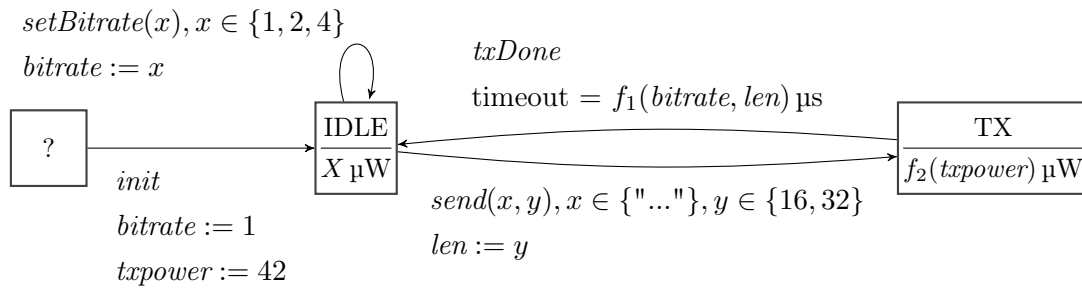 setBitrate(x), x ∈ {1, 2, 4}
bitrate := x
txDone
timeout = f₁(bitrate, len) µs
?
IDLE
X µW
TX
f₂(txpower) µW
init
bitrate := 1
txpower := 42
send(x, y), x ∈ {"..."}, y ∈ {16, 32}
len := y